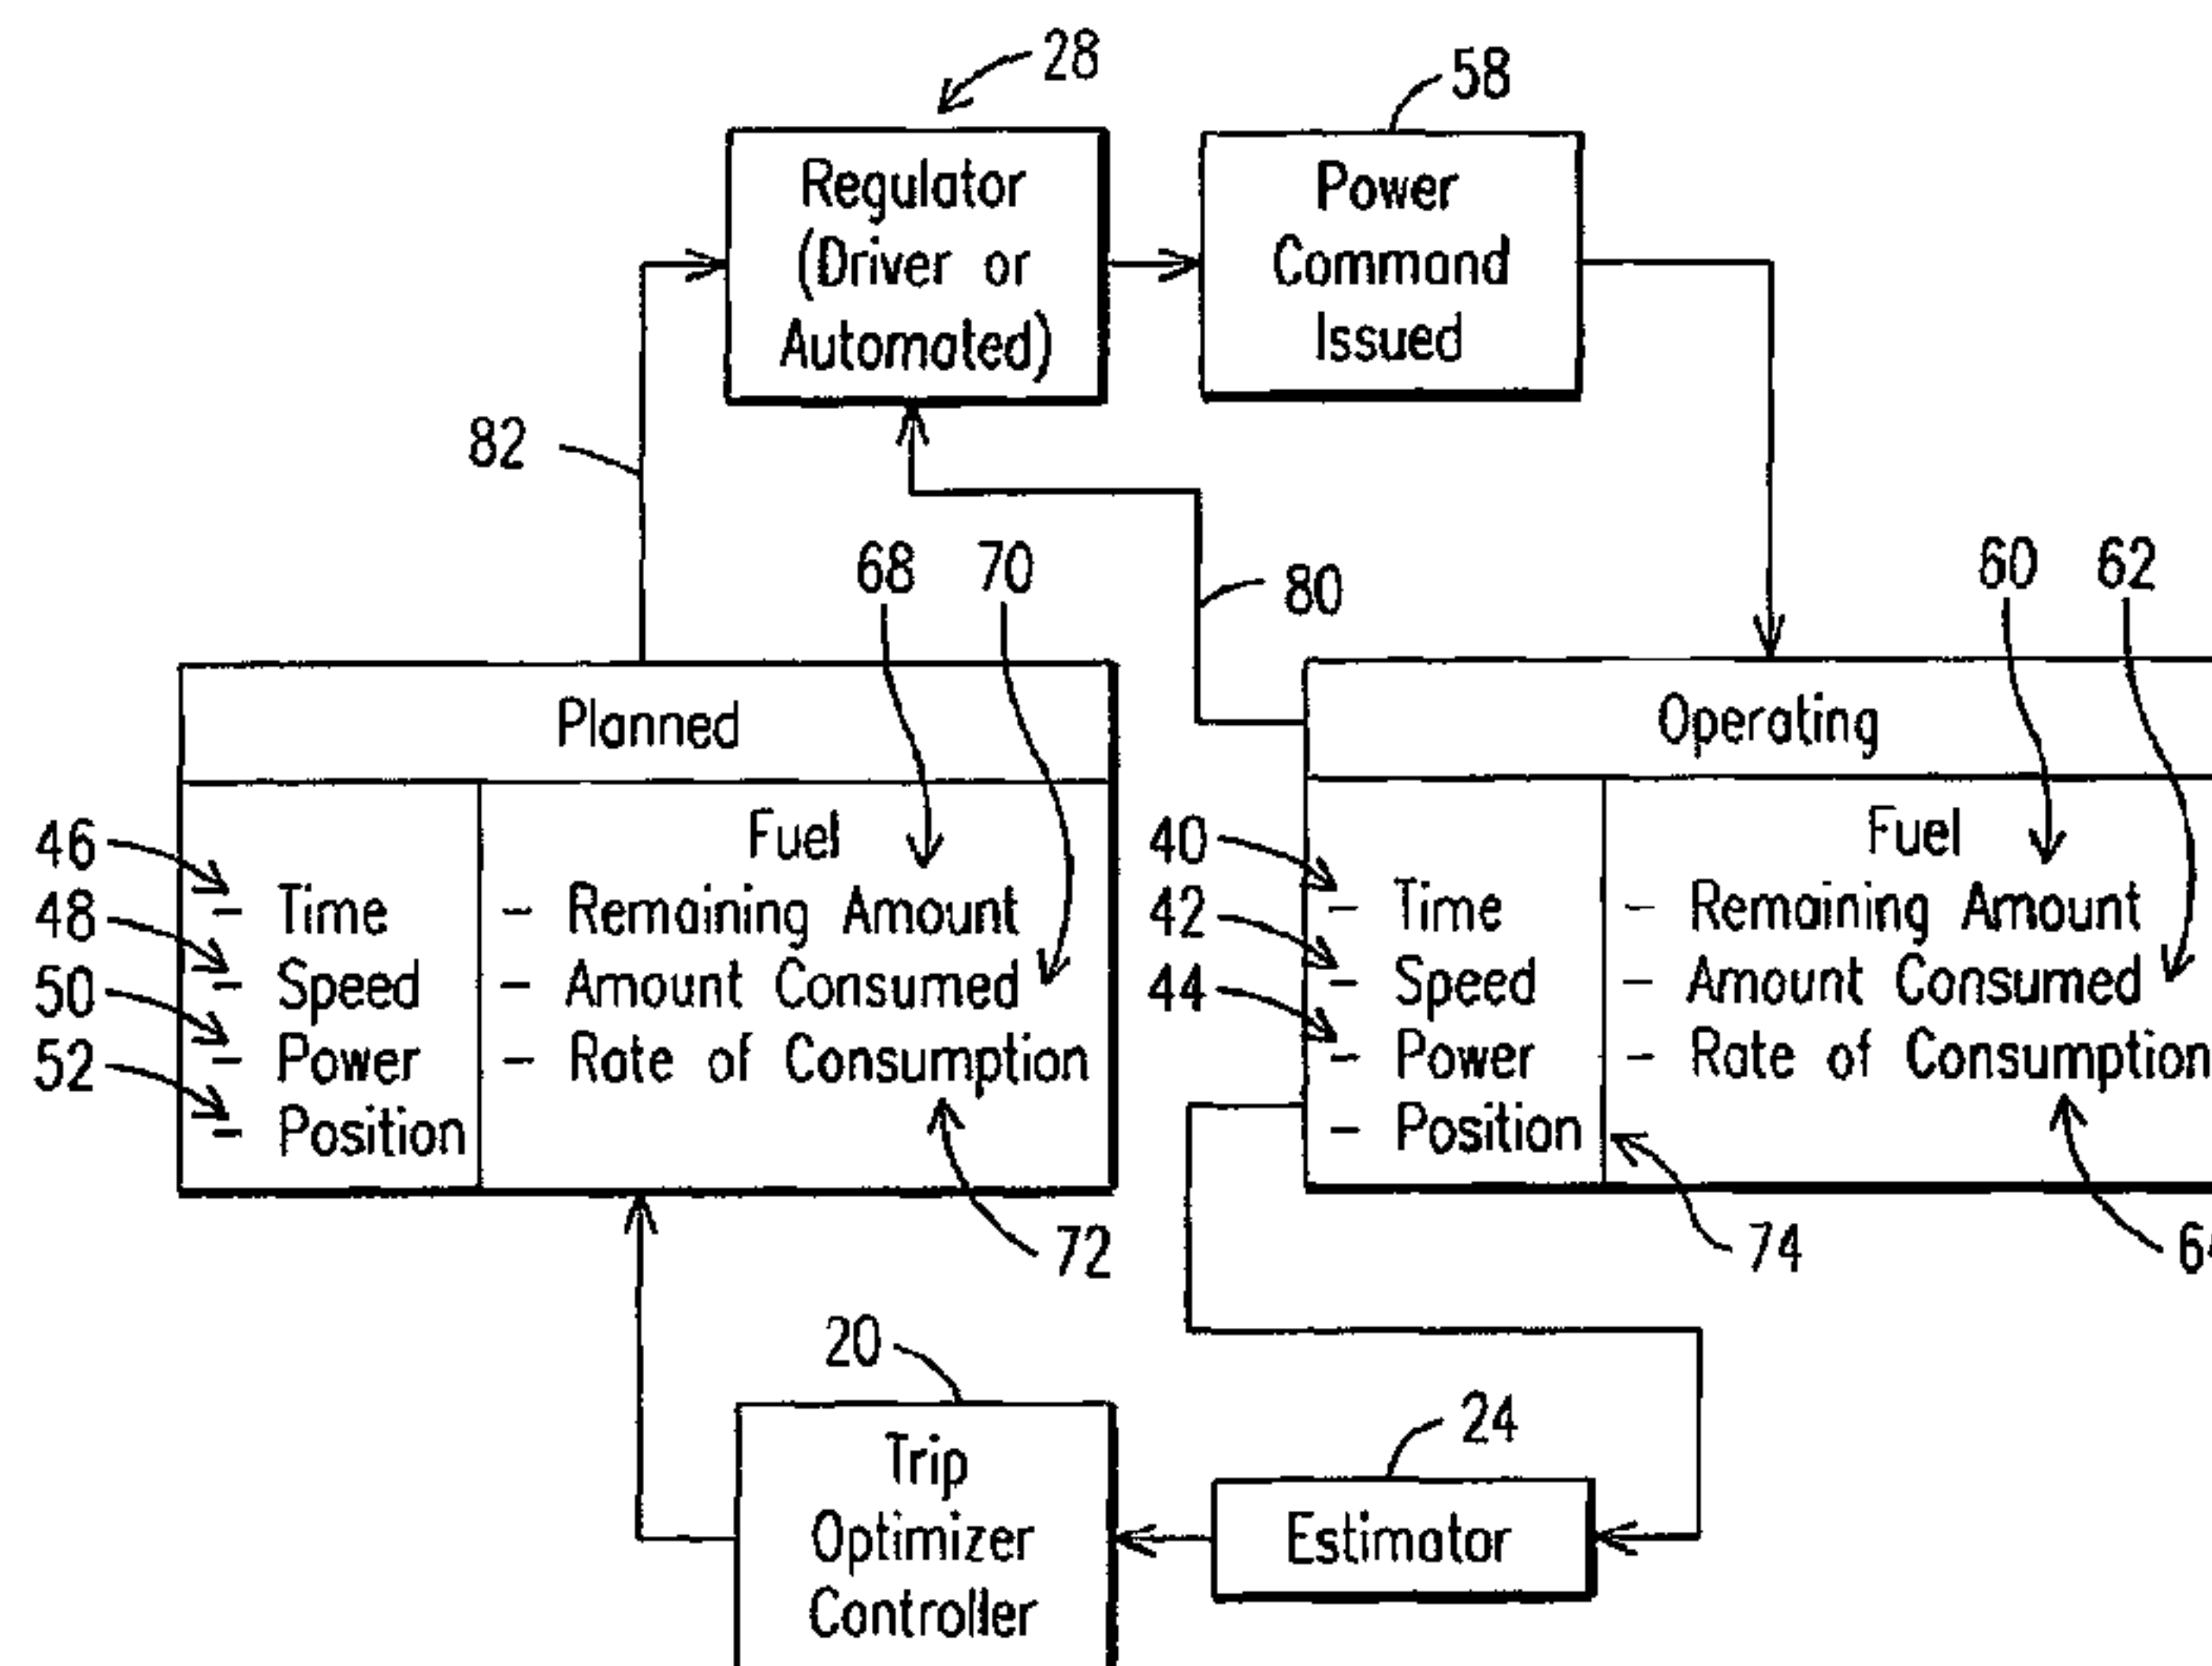 28
58
Regulator
(Driver or
Automated)
Power
Command
Issued
82
80
68 70
60 62
Planned
46
48
50
52
- Time
- Speed
- Power
- Position
Fuel
- Remaining Amount
- Amount Consumed
- Rate of Consumption
72
Operating
40
42
44
- Time
- Speed
- Power
- Position
Fuel
- Remaining Amount
- Amount Consumed
- Rate of Consumption
74
20
Trip
Optimizer
Controller
24
Estimator